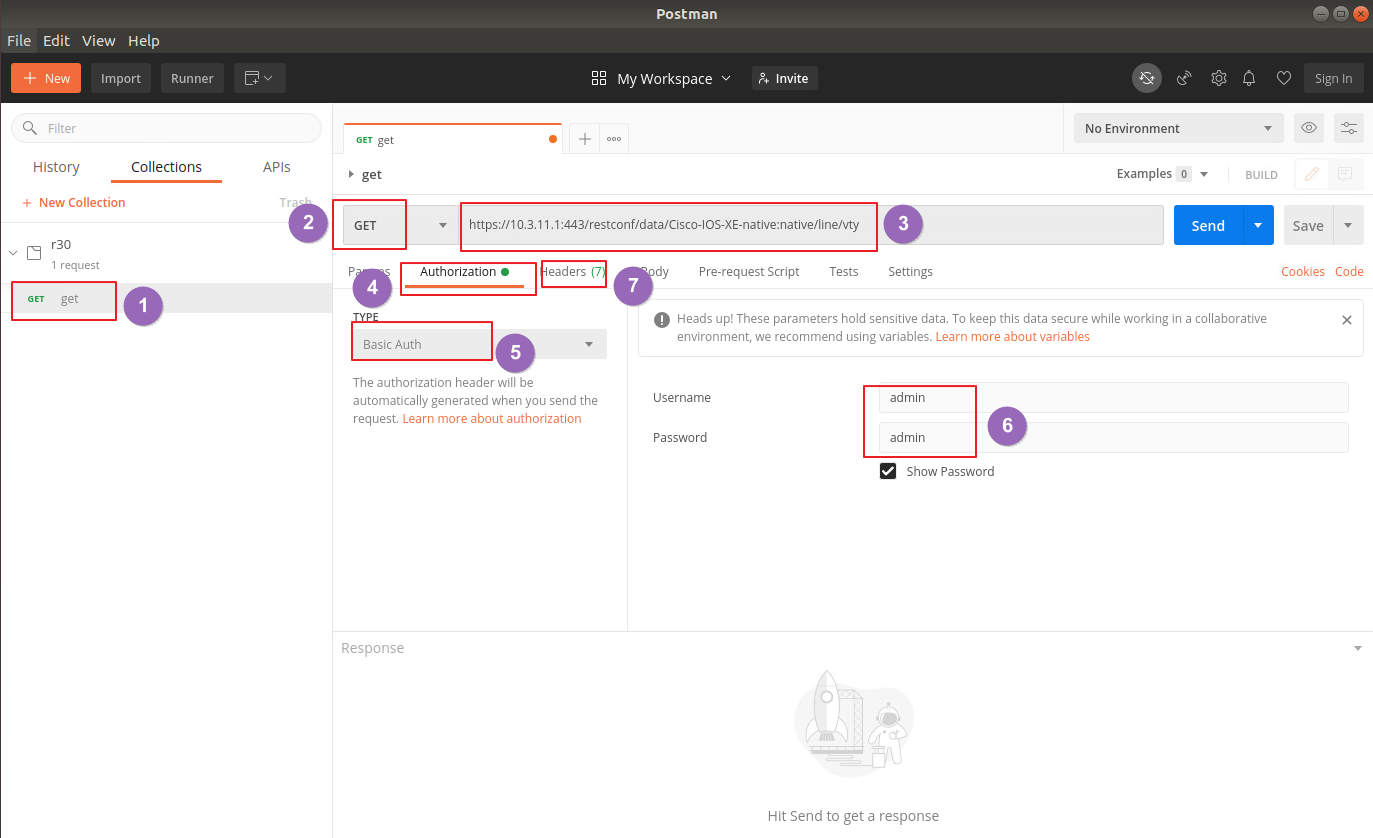 Postman
File Edit View Help
New Import Runner My Workspace Invite Sign In
Filter
History Collections APIs
+ New Collection Trash
r30
1 request
GET get
1
GET get
No Environment
get
Examples 0 BUILD
2
GET
https://10.3.11.1:443/restconf/data/Cisco-IOS-XE-native:native/line/vty
3
Send Save
Params Authorization Headers (7) Body Pre-request Script Tests Settings Cookies Code
4
7
TYPE
Basic Auth
5
The authorization header will be
automatically generated when you send the
request. Learn more about authorization
Heads up! These parameters hold sensitive data. To keep this data secure while working in a collaborative
environment, we recommend using variables. Learn more about variables
Username admin
Password admin
6
Show Password
Response
Hit Send to get a response